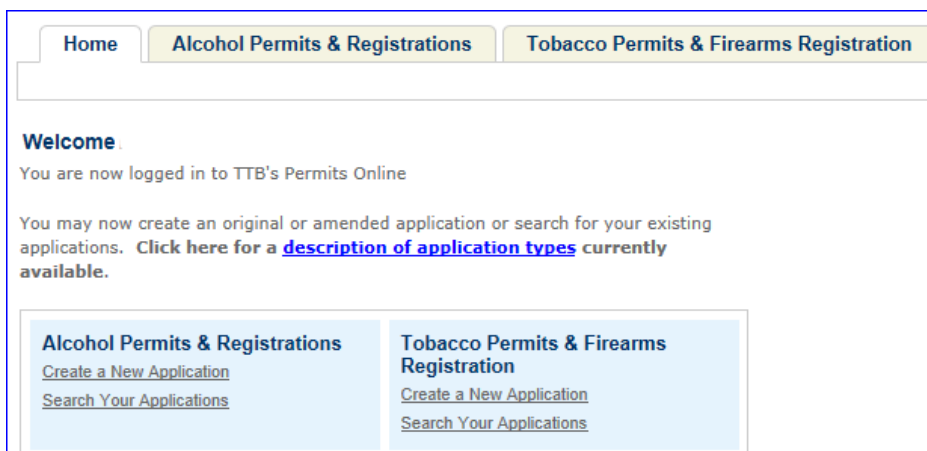 Home Alcohol Permits & Registrations Tobacco Permits & Firearms Registration
Welcome
You are now logged in to TTB's Permits Online
You may now create an original or amended application or search for your existing
applications. Click here for a description of application types currently
available.
Alcohol Permits & Registrations
Create a New Application
Search Your Applications
Tobacco Permits & Firearms
Registration
Create a New Application
Search Your Applications